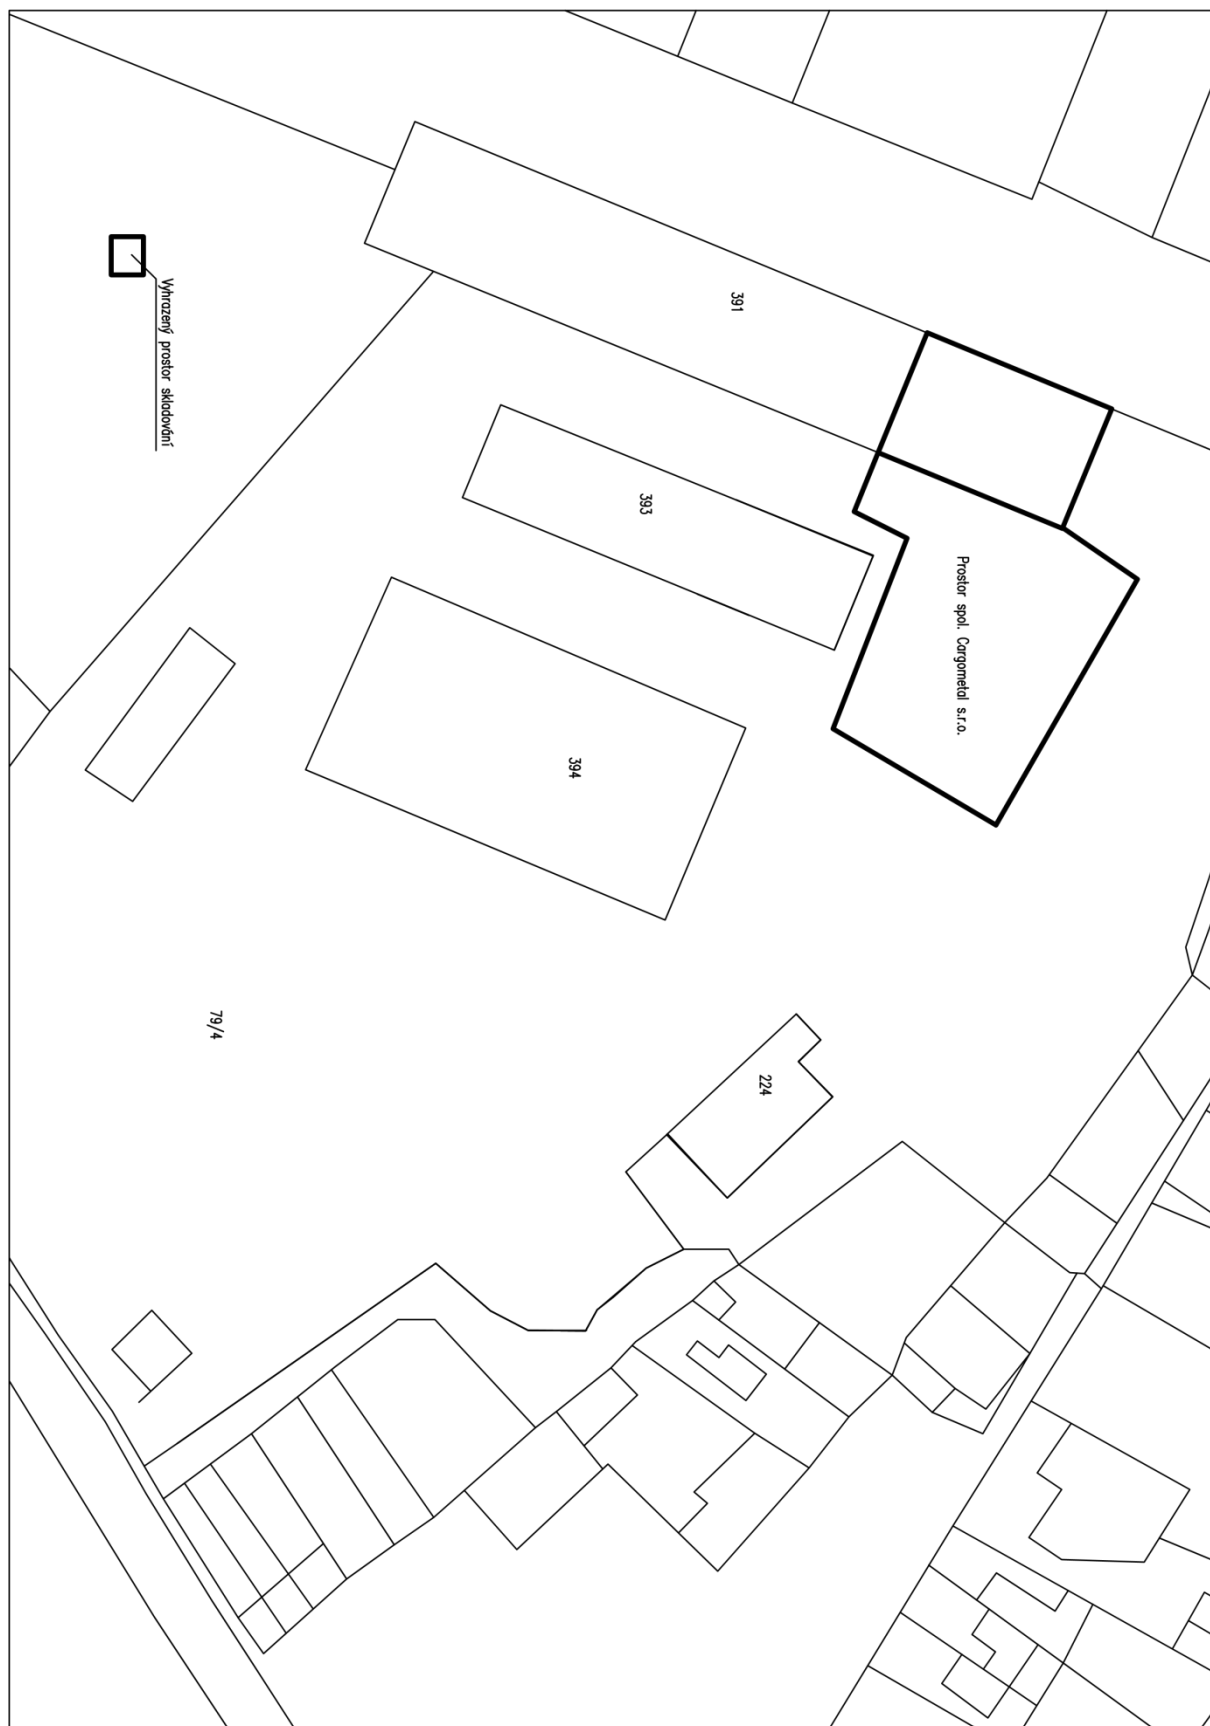 Vyhrazený prostor skladování
391
393
Prostor spol. Cargometal s.r.o.
394
79/4
224